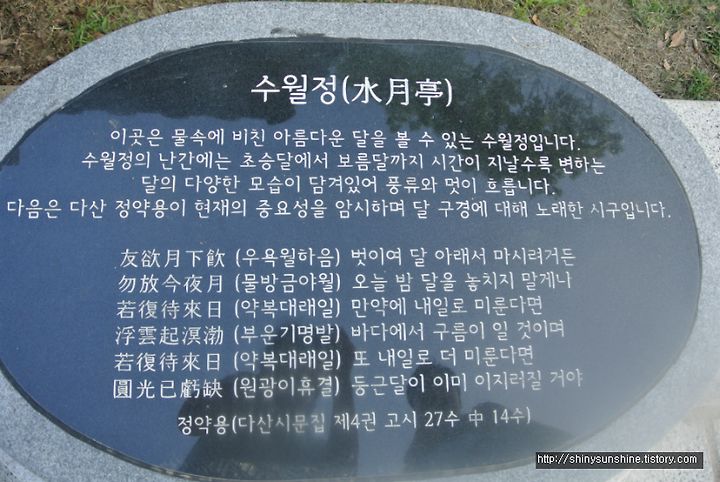 수월정(水月亭)
이곳은 물속에 비친 아름다운 달을 볼 수 있는 수월정입니다.
수월정의 난간에는 초승달에서 보름달까지 시간이 지날수록 변하는
달의 다양한 모습이 담겨있어 풍류와 멋이 흐릅니다.
다음은 다산 정약용이 현재의 중요성을 암시하며 달 구경에 대해 노래한 시구입니다.
友欲月下飮 (우욕월하음) 벗이여 달 아래서 마시려거든
勿放今夜月 (물방금야월) 오늘 밤 달을 놓치지 말게나
若復待來日 (약복대래일) 만약에 내일로 미룬다면
浮雲起溟渤 (부운기명발) 바다에서 구름이 일 것이며
若復待來日 (약복대래일) 또 내일로 더 미룬다면
圓光已虧缺 (원광이휴결) 둥근달이 이미 이지러질 거야
정약용(다산시문집 제4권 고시 27수 中 14수)
http://shinysunshine.tistory.com